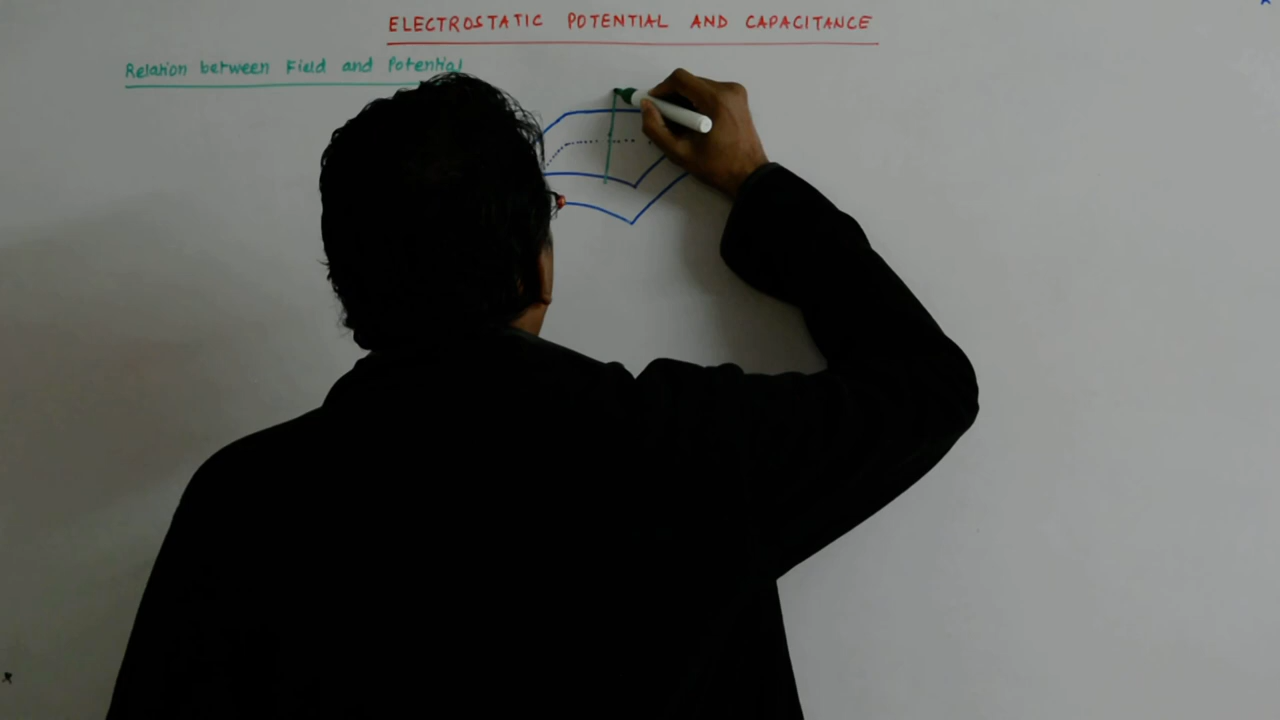 ELECTROSTATIC POTENTIAL AND CAPACITANCE
Relation between Field and Potential